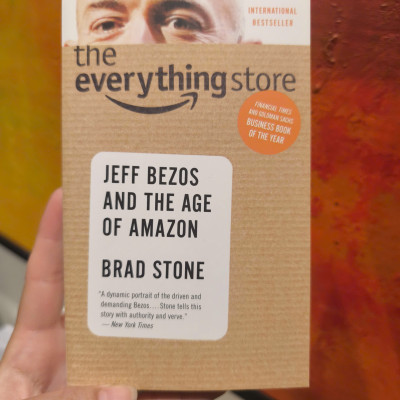 INTERNATIONAL
BESTSELLER
the
everythingstore
FINANCIAL TIMES
AND GOLDMAN SACHS
BUSINESS BOOK
OF THE YEAR
JEFF BEZOS
AND THE AGE
OF AMAZON
BRAD STONE
"A dynamic portrait of the driven and
demanding Bezos. . . . Stone tells this
story with authority and verve."
— New York Times